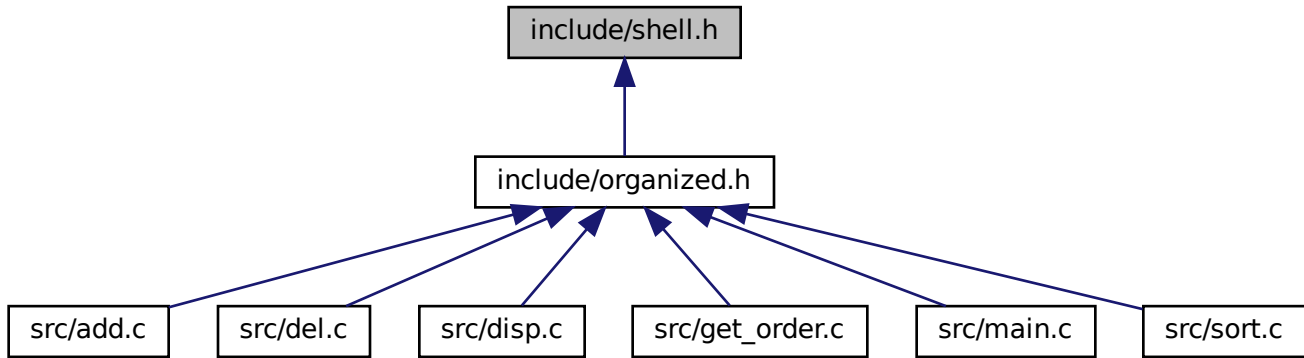 include/shell.h
include/organized.h
src/add.c
src/del.c
src/disp.c
src/get_order.c
src/main.c
src/sort.c